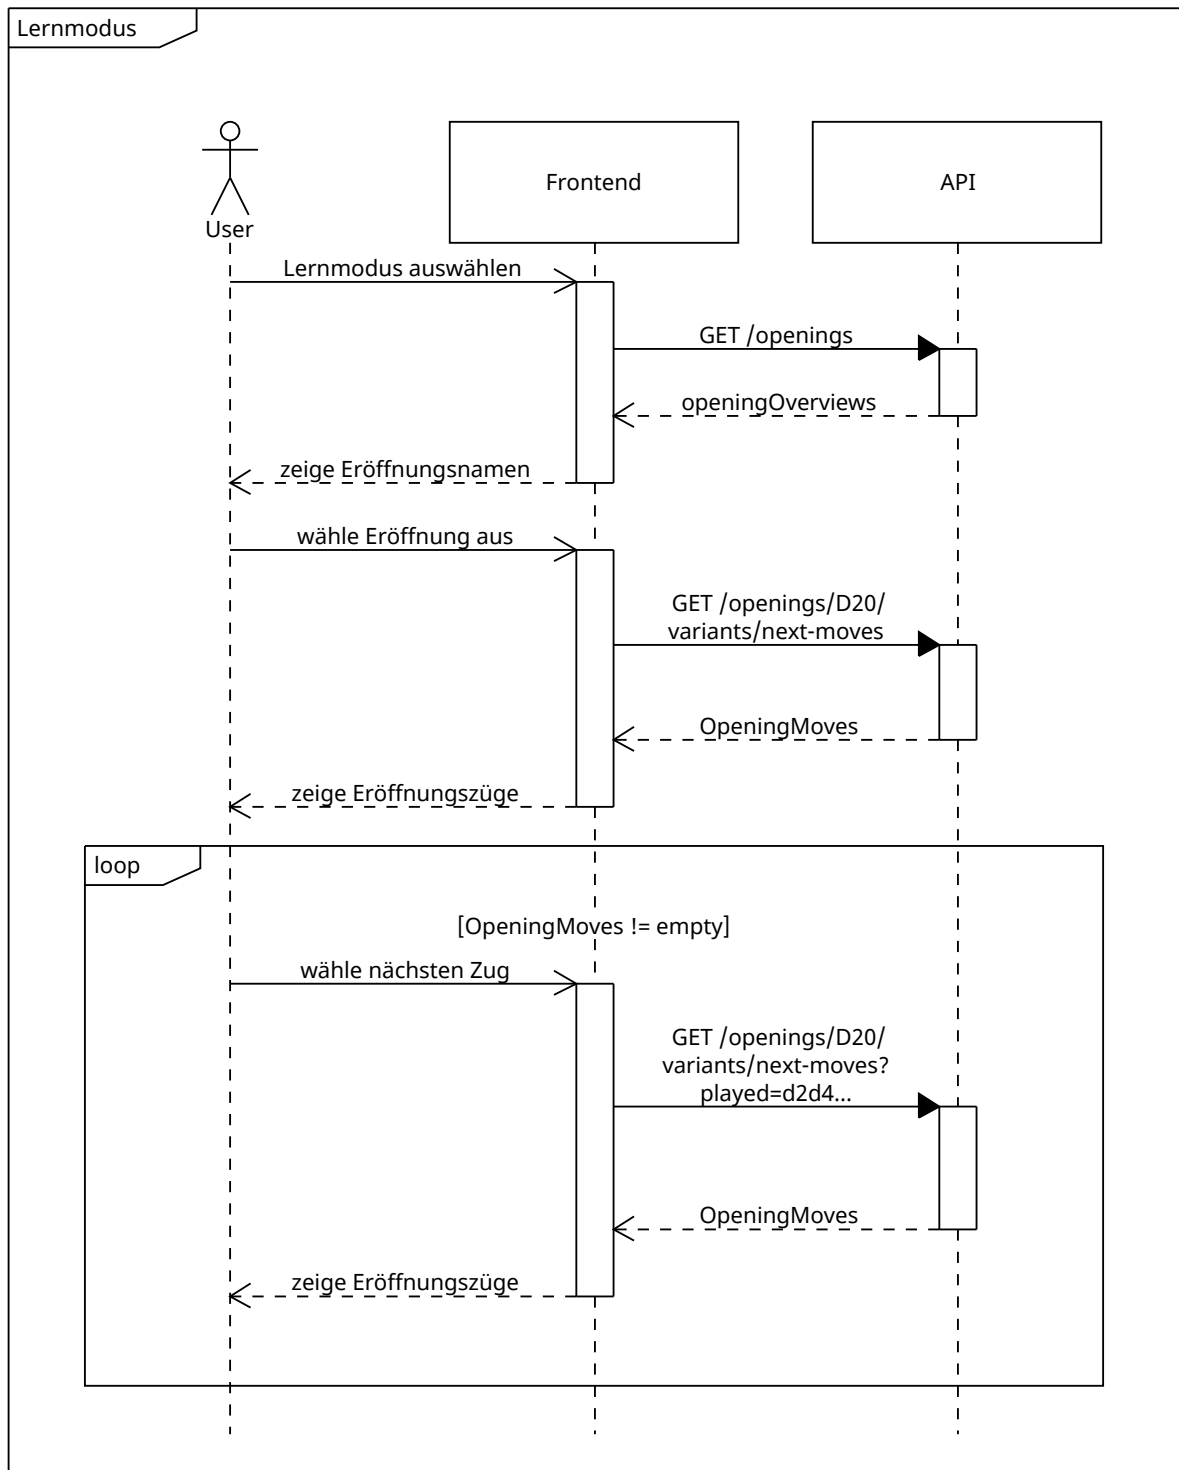 Lernmodus
User
Frontend
API
Lernmodus auswählen
GET /openings
openingOverviews
zeige Eröffnungsnamen
wähle Eröffnung aus
GET /openings/D20/
variants/next-moves
OpeningMoves
zeige Eröffnungszüge
loop
[OpeningMoves != empty]
wähle nächsten Zug
GET /openings/D20/
variants/next-moves?
played=d2d4...
OpeningMoves
zeige Eröffnungszüge